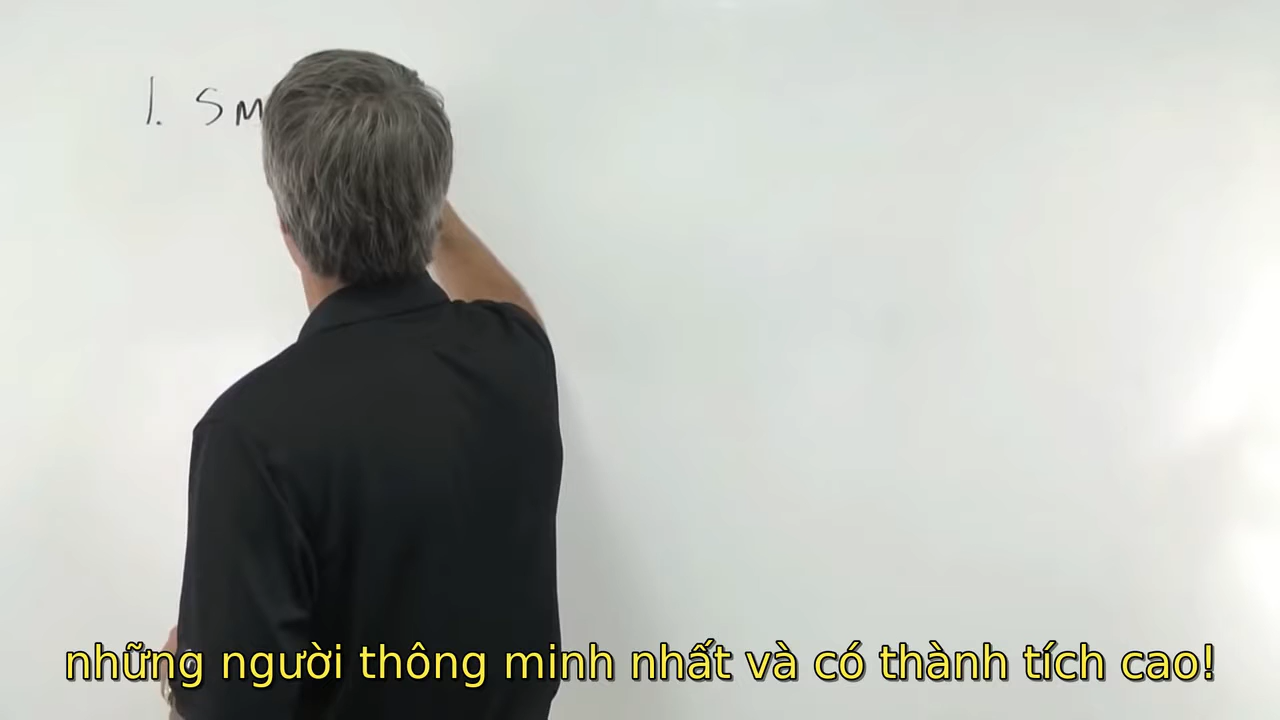 1. SM
những người thông minh nhất và có thành tích cao!